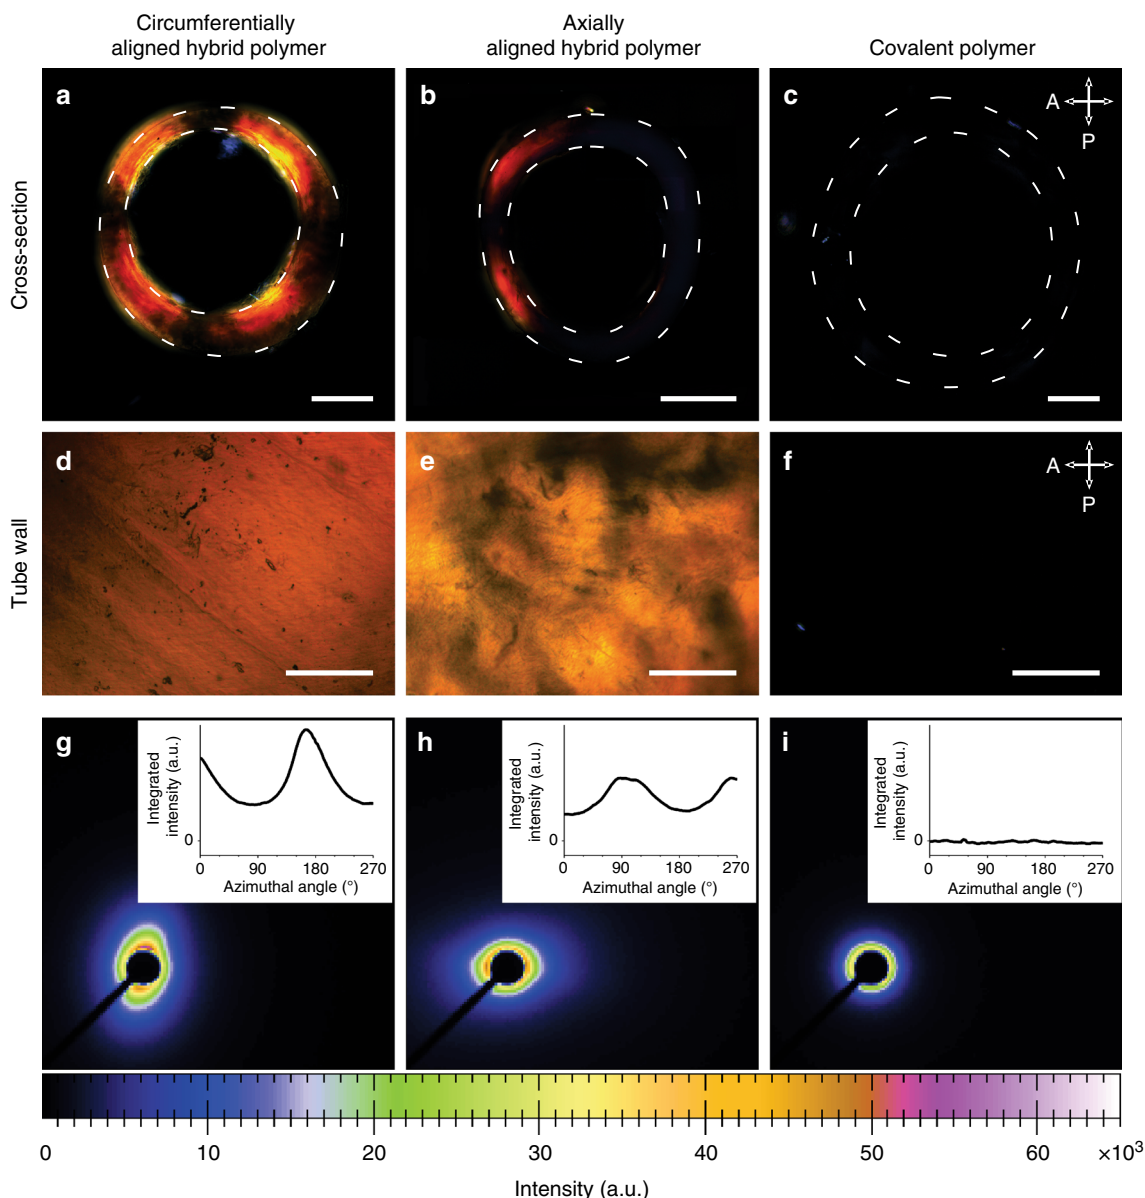 Circumferentially
aligned hybrid polymer
Axially
aligned hybrid polymer
Covalent polymer
Cross-section
a
b
c
A
P
Tube wall
d
e
f
A
P
g
Integrated
intensity (a.u.)
0
0 90 180 270
Azimuthal angle (°)
h
Integrated
intensity (a.u.)
0
0 90 180 270
Azimuthal angle (°)
i
Integrated
intensity (a.u.)
0
0 90 180 270
Azimuthal angle (°)
0 10 20 30 40 50 60 ×10³
Intensity (a.u.)